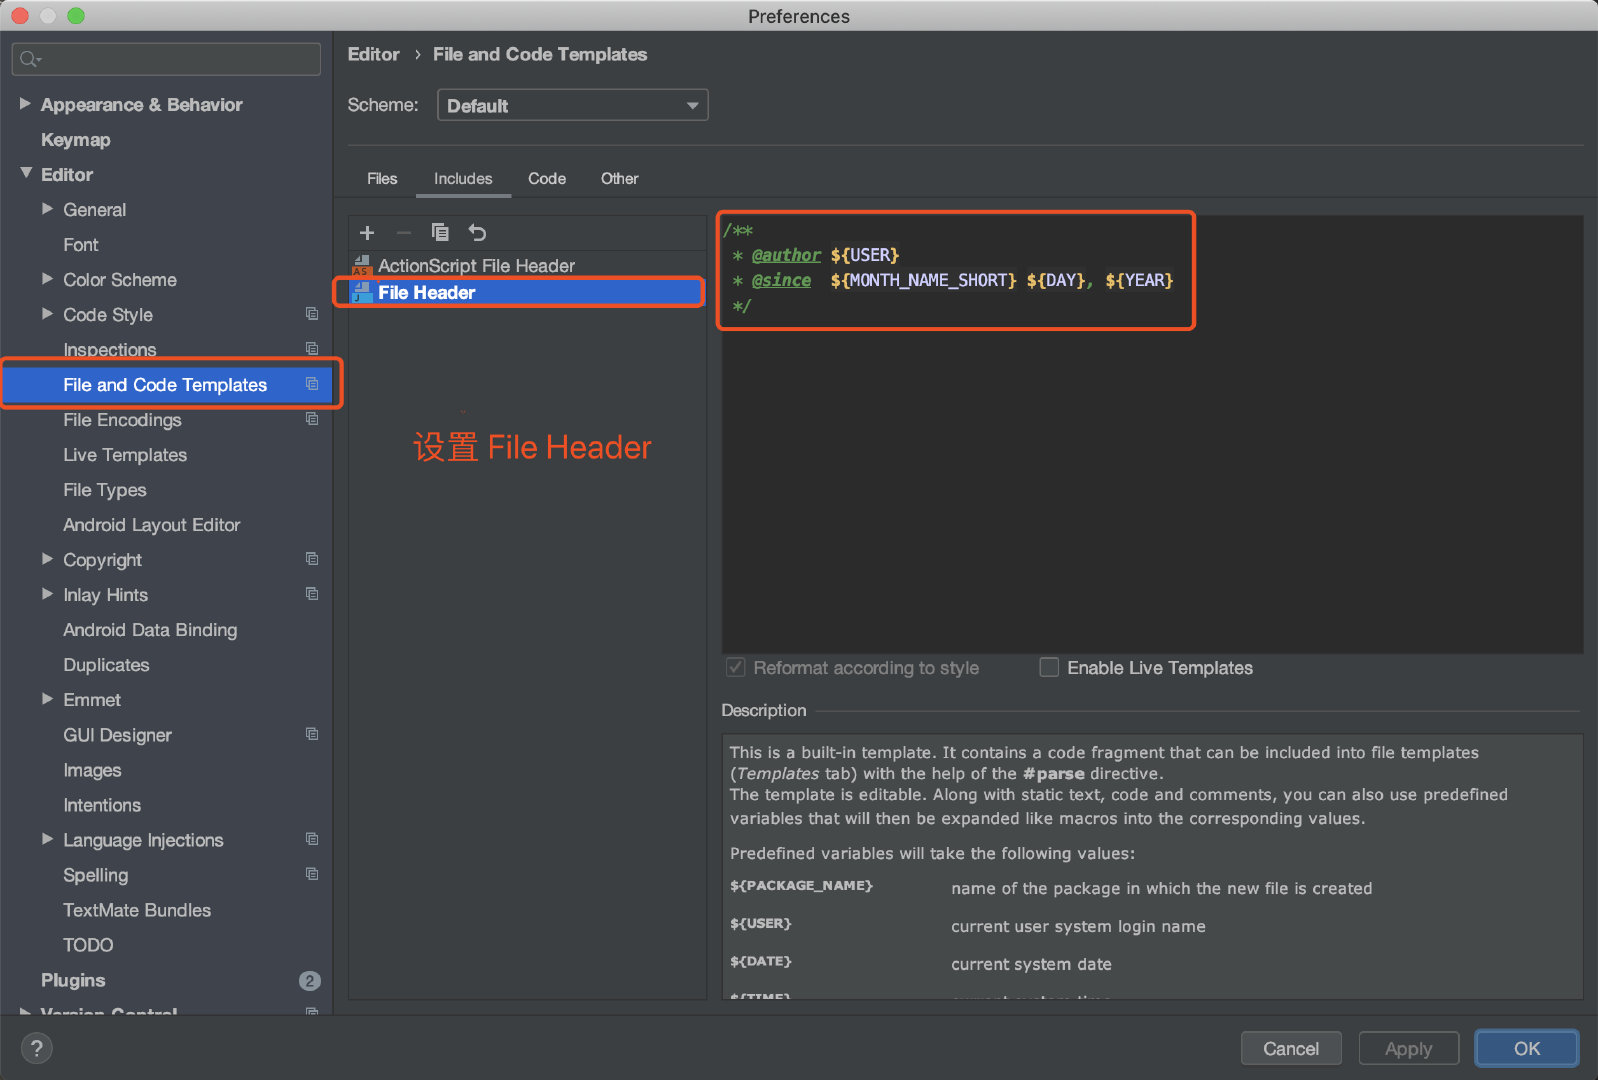 Preferences
Editor › File and Code Templates
Scheme: Default
Files Includes Code Other
Appearance & Behavior
Keymap
Editor
General
Font
Color Scheme
Code Style
Inspections
File and Code Templates
File Encodings
Live Templates
File Types
Android Layout Editor
Copyright
Inlay Hints
Android Data Binding
Duplicates
Emmet
GUI Designer
Images
Intentions
Language Injections
Spelling
TextMate Bundles
TODO
Plugins 2
Version Control
ActionScript File Header
File Header
设置 File Header
/**
* @author ${USER}
* @since ${MONTH_NAME_SHORT} ${DAY}, ${YEAR}
*/
Reformat according to style Enable Live Templates
Description
This is a built-in template. It contains a code fragment that can be included into file templates
(Templates tab) with the help of the #parse directive.
The template is editable. Along with static text, code and comments, you can also use predefined
variables that will then be expanded like macros into the corresponding values.
Predefined variables will take the following values:
${PACKAGE_NAME} name of the package in which the new file is created
${USER} current user system login name
${DATE} current system date
${TIME} current system time
? Cancel Apply OK